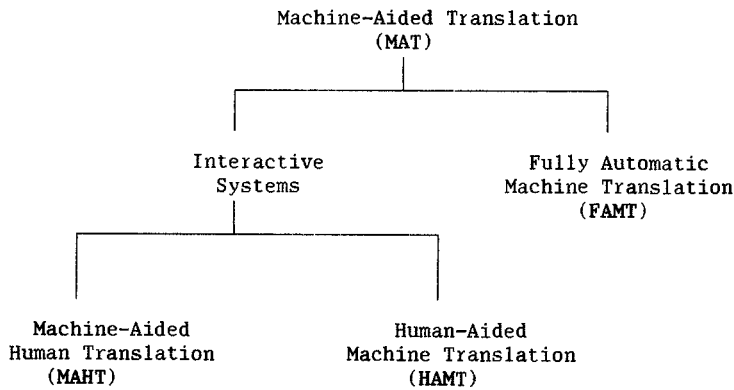 Machine-Aided Translation
(MAT)
Interactive
Systems
Fully Automatic
Machine Translation
(FAMT)
Machine-Aided
Human Translation
(MAHT)
Human-Aided
Machine Translation
(HAMT)